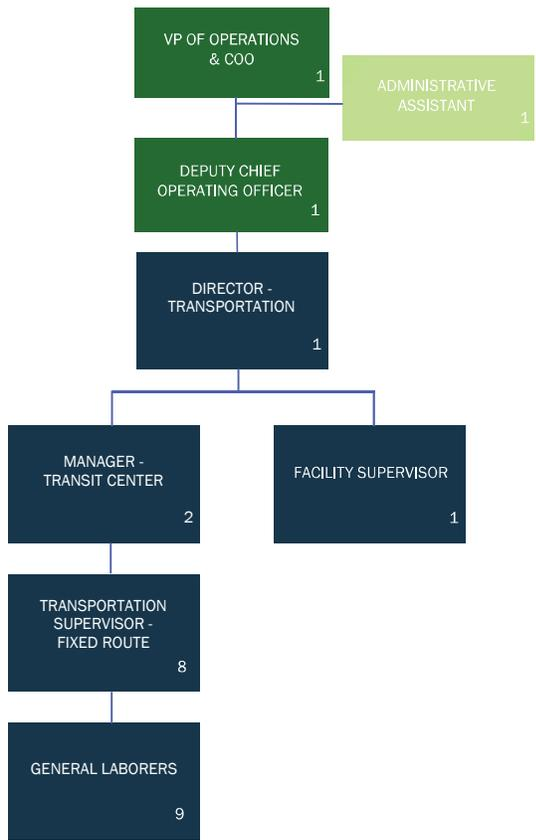 VP OF OPERATIONS
& COO
1
ADMINISTRATIVE
ASSISTANT
1
DEPUTY CHIEF
OPERATING OFFICER
1
DIRECTOR -
TRANSPORTATION
1
MANAGER -
TRANSIT CENTER
2
FACILITY SUPERVISOR
1
TRANSPORTATION
SUPERVISOR -
FIXED ROUTE
8
GENERAL LABORERS
9